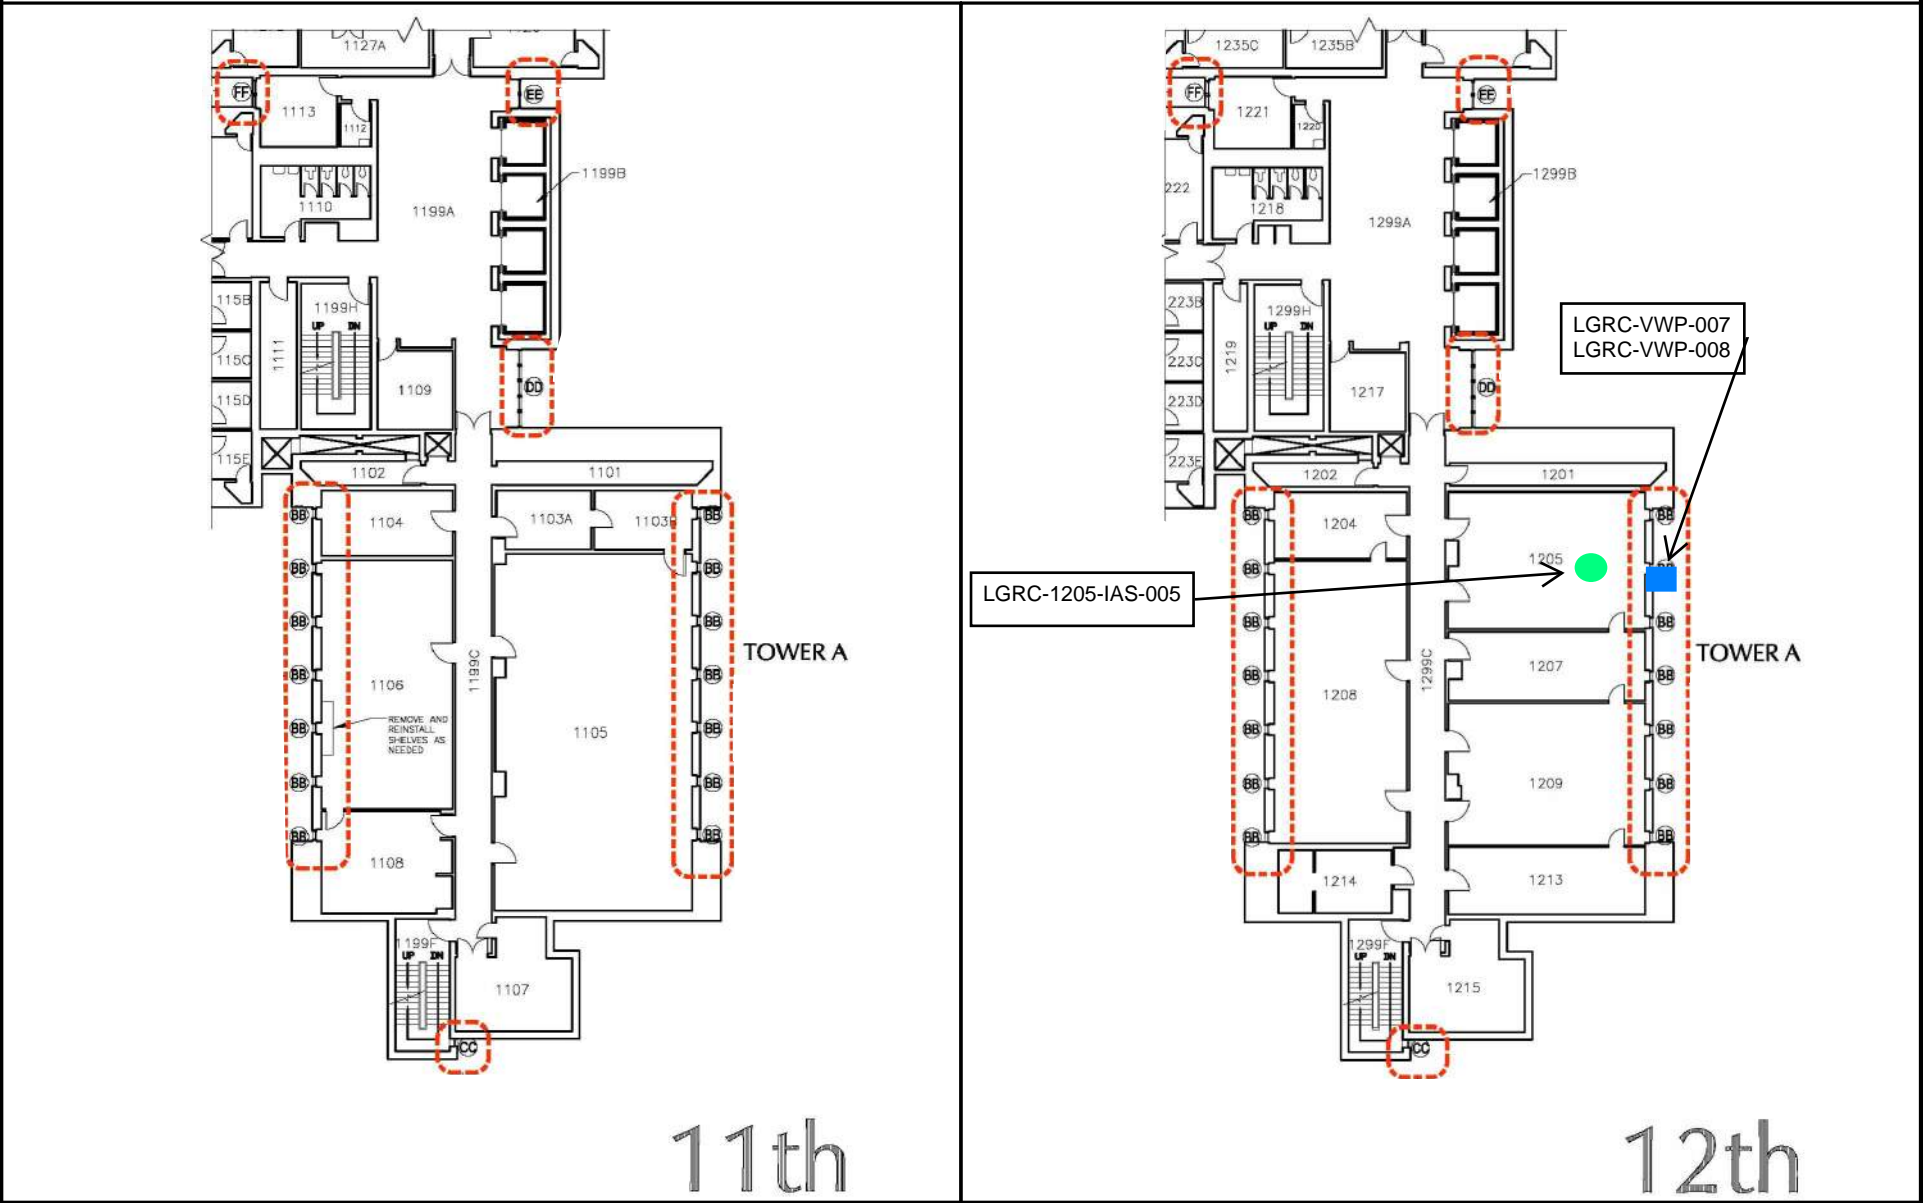 1127A
FF
EE
1113
1112
1199B
1110
1199A
115B
1199H
UP DN
115C
1111
1109
DD
115D
115E
1102
1101
BB
1104
1103A
1103B
BB
BB
BB
BB
BB
TOWER A
1199C
BB
1106
BB
REMOVE AND
REINSTALL
SHELVES AS
NEEDED
1105
BB
BB
BB
BB
BB
BB
1108
1199F
UP DN
1107
CC
11th
1235C
1235B
FF
EE
1221
1220
1299B
222
1218
1299A
223B
1299H
UP DN
LGRC-VWP-007
LGRC-VWP-008
223C
1219
1217
DD
223D
223E
1202
1201
BB
1204
BB
1205
BB
BB
LGRC-1205-IAS-005
BB
BB
TOWER A
1207
1299C
BB
1208
BB
BB
BB
1209
BB
BB
BB
BB
1214
1213
1299F
UP DN
1215
CC
12th